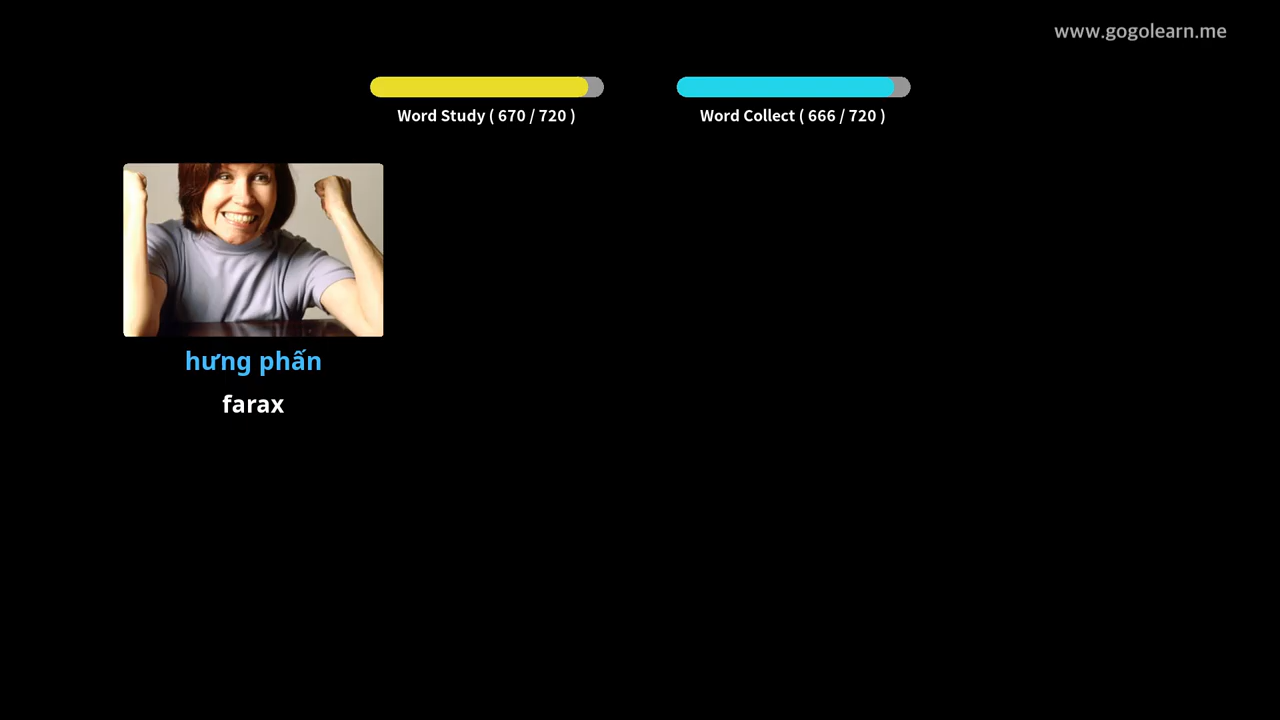 www.gogolearn.me
Word Study ( 670 / 720 )
Word Collect ( 666 / 720 )
hưng phấn
farax